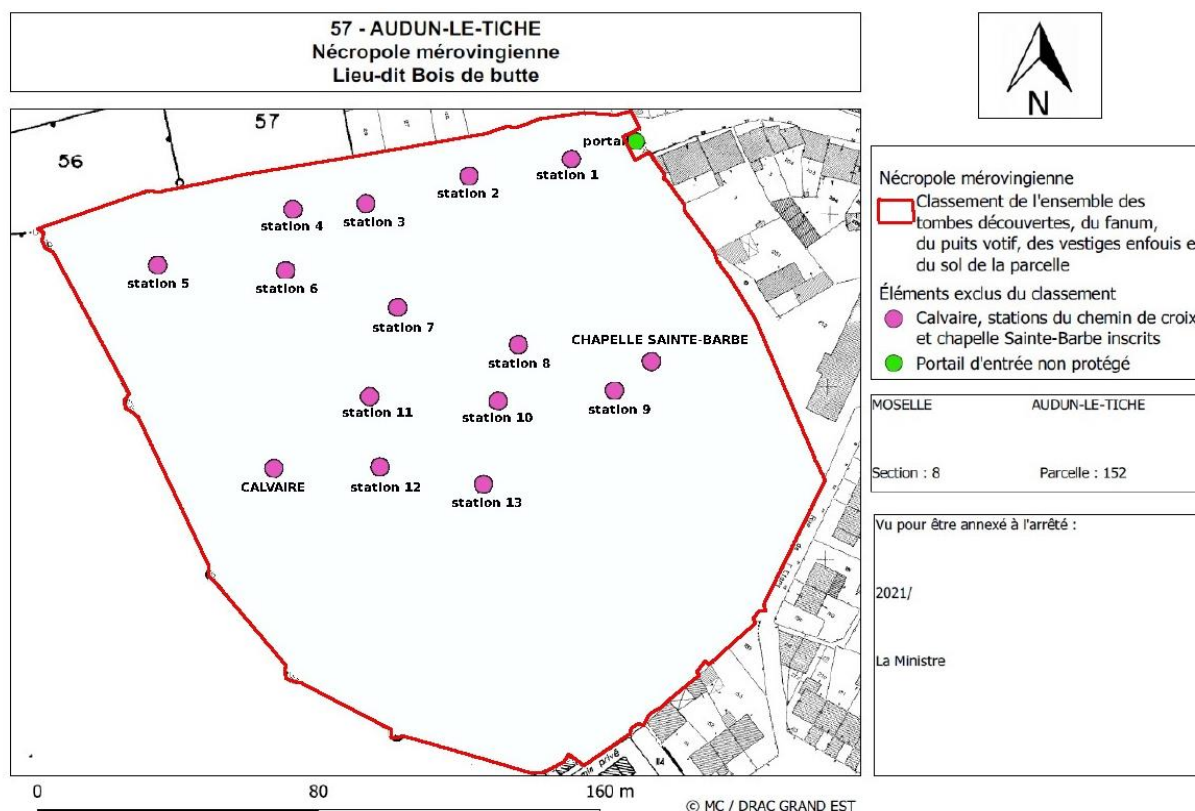 57 - AUDUN-LE-TICHE
Nécropole mérovingienne
Lieu-dit Bois de butte
N
57
56
portail
station 1
station 2
station 3
station 4
station 5
station 6
station 7
station 8
CHAPELLE SAINTE-BARBE
station 9
station 10
station 11
CALVAIRE
station 12
station 13
Nécropole mérovingienne
Classement de l'ensemble des
tombes découvertes, du fanum,
du puits votif, des vestiges enfouis e
du sol de la parcelle
Éléments exclus du classement
Calvaire, stations du chemin de croix
et chapelle Sainte-Barbe inscrits
Portail d'entrée non protégé
MOSELLE AUDUN-LE-TICHE
Section : 8 Parcelle : 152
Vu pour être annexé à l'arrêté :
2021/
La Ministre
privé
0 160 m
80
© MC / DRAC GRAND EST